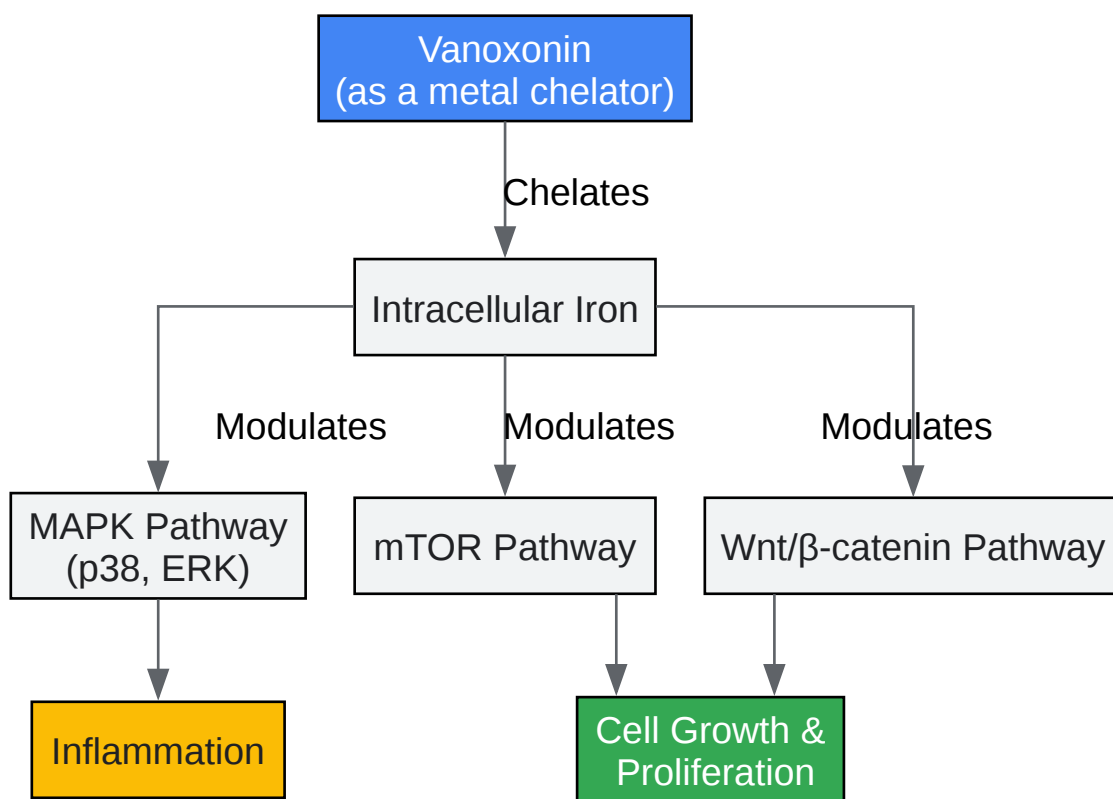 Vanoxonin
(as a metal chelator)
Chelates
Intracellular Iron
Modulates
Modulates
Modulates
MAPK Pathway
(p38, ERK)
mTOR Pathway
Wnt/β-catenin Pathway
Inflammation
Cell Growth &
Proliferation